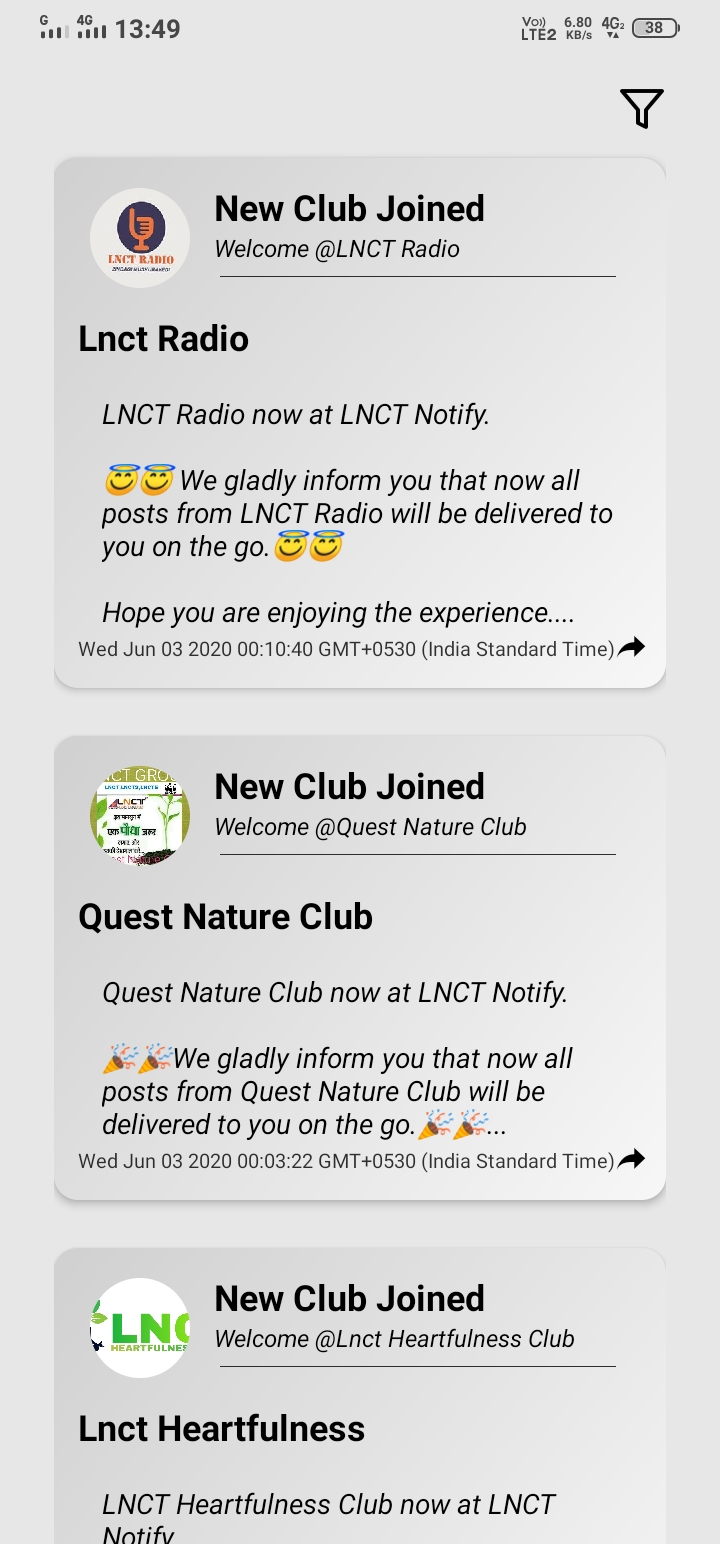 G 4G 13:49 Vo)) LTE2 6.80 KB/s 4G2 38
New Club Joined
Welcome @LNCT Radio
LNCT RADIO
Lnct Radio
LNCT Radio now at LNCT Notify.
😇😇 We gladly inform you that now all
posts from LNCT Radio will be delivered to
you on the go.😇😇
Hope you are enjoying the experience....
Wed Jun 03 2020 00:10:40 GMT+0530 (India Standard Time)
New Club Joined
Welcome @Quest Nature Club
LNCT
एक पौधा जरूर
Quest Nature Club
Quest Nature Club now at LNCT Notify.
🎉🎉We gladly inform you that now all
posts from Quest Nature Club will be
delivered to you on the go.🎉🎉...
Wed Jun 03 2020 00:03:22 GMT+0530 (India Standard Time)
New Club Joined
Welcome @Lnct Heartfulness Club
LNC
HEARTFULNES
Lnct Heartfulness
LNCT Heartfulness Club now at LNCT
Notify